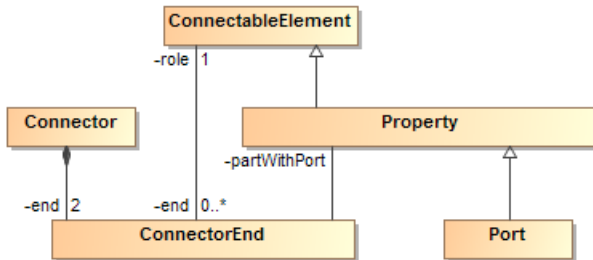 ConnectableElement
-role 1
Connector
Property
-partWithPort
-end 2
-end 0..*
ConnectorEnd
Port